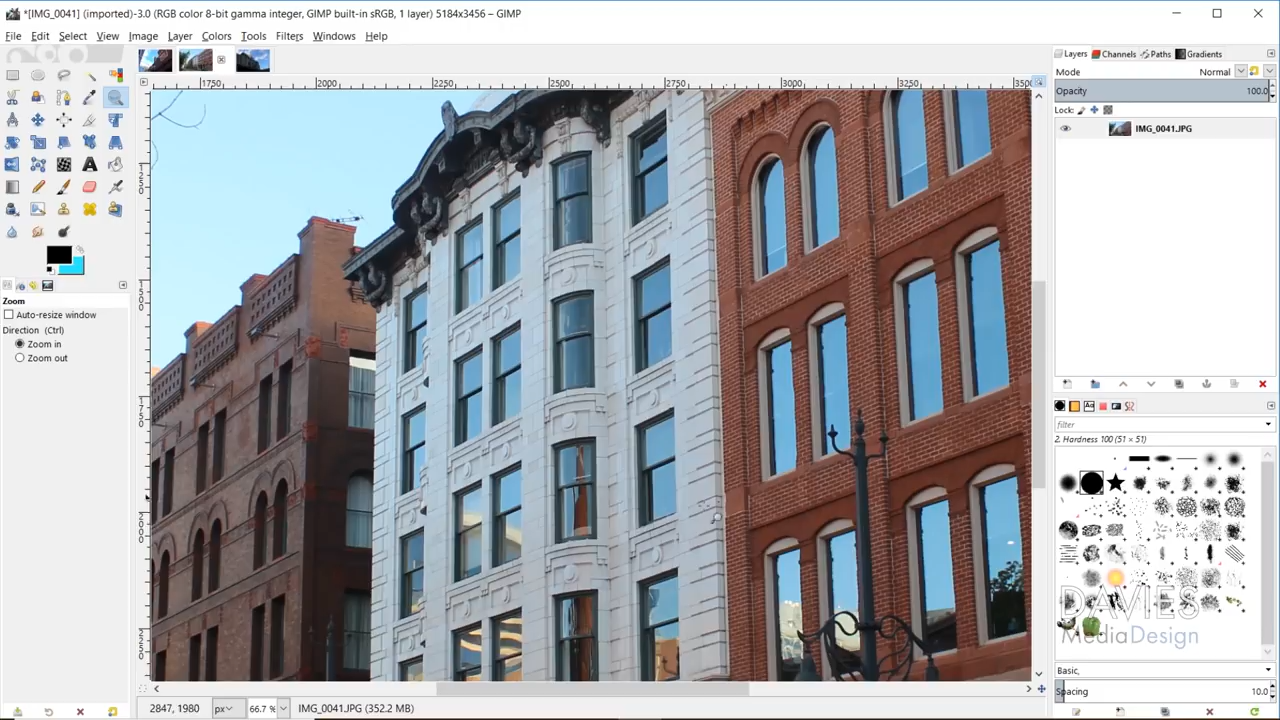 *[IMG_0041] (imported)-3.0 (RGB color 8-bit gamma integer, GIMP built-in sRGB, 1 layer) 5184x3456 – GIMP
File Edit Select View Image Layer Colors Tools Filters Windows Help
1750 2000 2250 2500 2750 3000 3250 3500
Layers Channels Paths Gradients
Mode Normal
Opacity 100.0
Lock:
IMG_0041.JPG
Zoom
Auto-resize window
Direction (Ctrl)
Zoom in
Zoom out
filter
2. Hardness 100 (51 × 51)
DAVIES
MediaDesign
Basic,
Spacing 10.0
2847, 1980 px 66.7 % IMG_0041.JPG (352.2 MB)